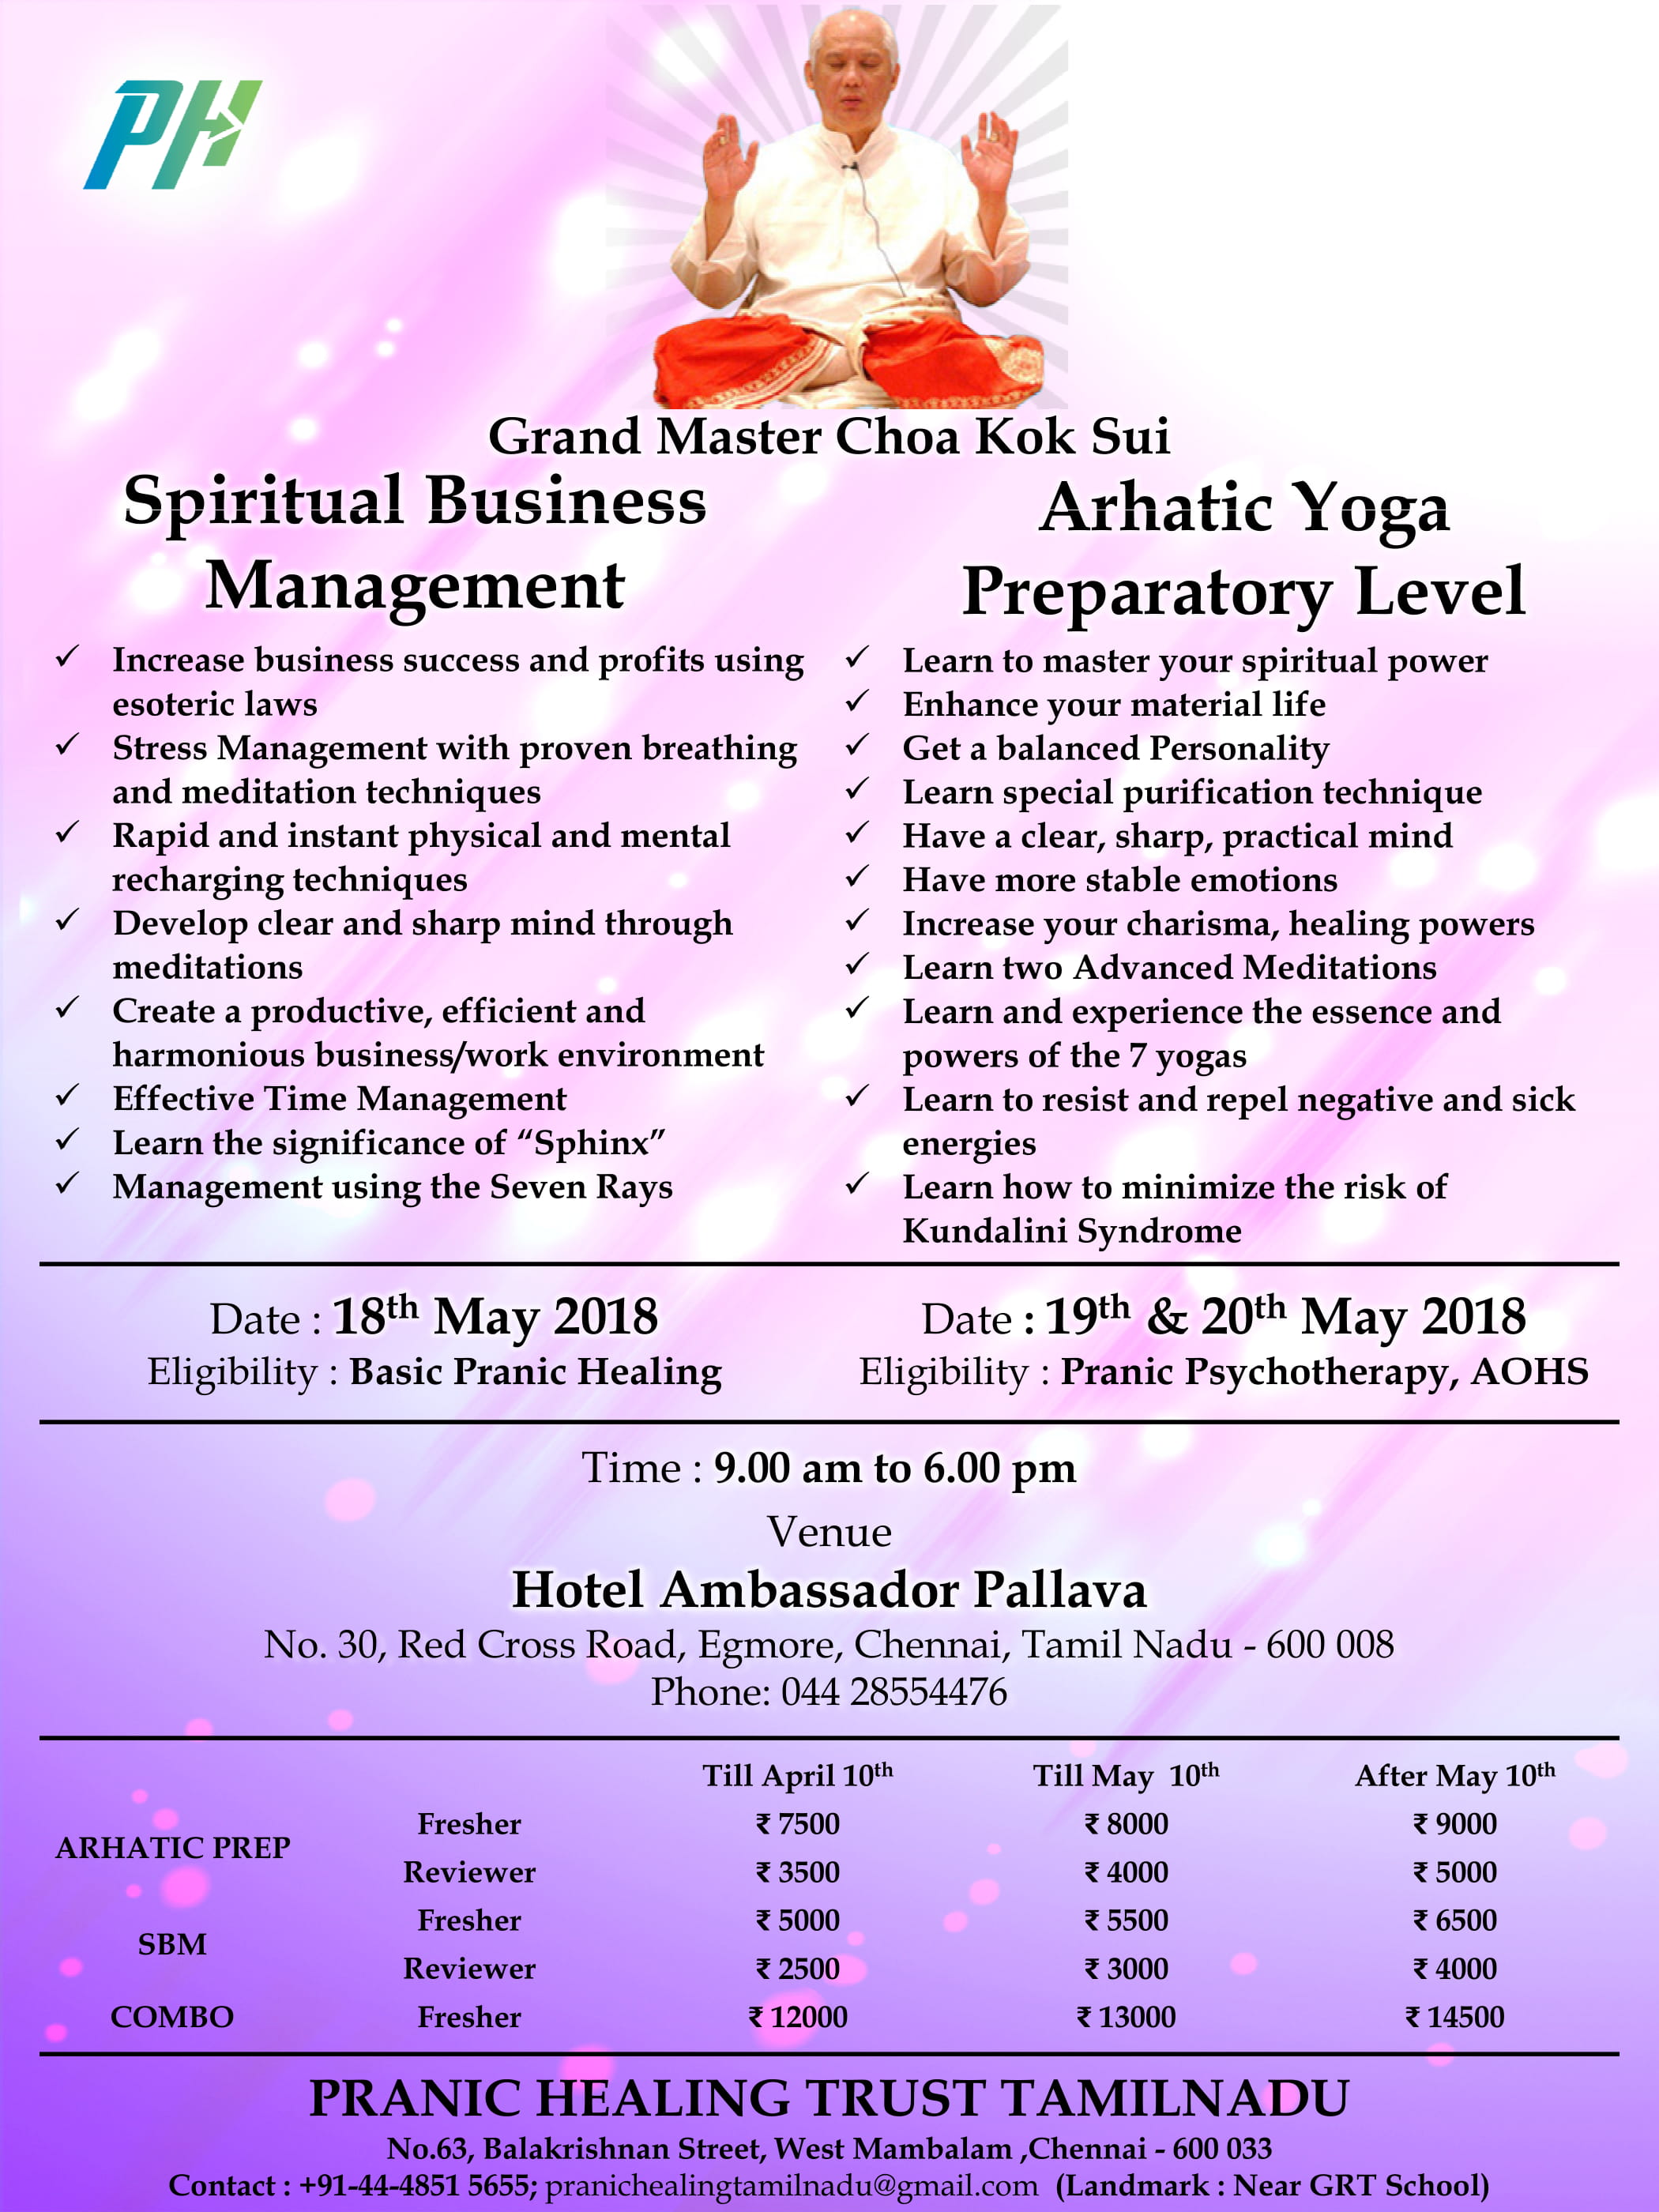 PH
Grand Master Choa Kok Sui
Spiritual Business
Management
✓ Increase business success and profits using
esoteric laws
✓ Stress Management with proven breathing
and meditation techniques
✓ Rapid and instant physical and mental
recharging techniques
✓ Develop clear and sharp mind through
meditations
✓ Create a productive, efficient and
harmonious business/work environment
✓ Effective Time Management
✓ Learn the significance of “Sphinx”
✓ Management using the Seven Rays
Arhatic Yoga
Preparatory Level
✓ Learn to master your spiritual power
✓ Enhance your material life
✓ Get a balanced Personality
✓ Learn special purification technique
✓ Have a clear, sharp, practical mind
✓ Have more stable emotions
✓ Increase your charisma, healing powers
✓ Learn two Advanced Meditations
✓ Learn and experience the essence and
powers of the 7 yogas
✓ Learn to resist and repel negative and sick
energies
✓ Learn how to minimize the risk of
Kundalini Syndrome
Date : 18th May 2018
Eligibility : Basic Pranic Healing
Date : 19th & 20th May 2018
Eligibility : Pranic Psychotherapy, AOHS
Time : 9.00 am to 6.00 pm
Venue
Hotel Ambassador Pallava
No. 30, Red Cross Road, Egmore, Chennai, Tamil Nadu - 600 008
Phone: 044 28554476
Till April 10th Till May 10th After May 10th
ARHATIC PREP
Fresher ₹ 7500 ₹ 8000 ₹ 9000
Reviewer ₹ 3500 ₹ 4000 ₹ 5000
SBM
Fresher ₹ 5000 ₹ 5500 ₹ 6500
Reviewer ₹ 2500 ₹ 3000 ₹ 4000
COMBO Fresher ₹ 12000 ₹ 13000 ₹ 14500
PRANIC HEALING TRUST TAMILNADU
No.63, Balakrishnan Street, West Mambalam ,Chennai - 600 033
Contact : +91-44-4851 5655; pranichealingtamilnadu@gmail.com (Landmark : Near GRT School)